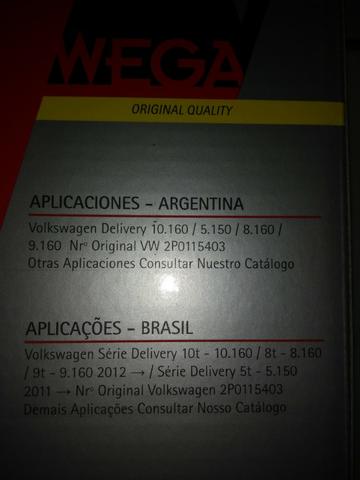 WEGA
ORIGINAL QUALITY
APLICACIONES - ARGENTINA
Volkswagen Delivery 10.160 / 5.150 / 8.160 /
9.160 Nrº Original VW 2P0115403
Otras Aplicaciones Consultar Nuestro Catálogo
APLICAÇÕES - BRASIL
Volkswagen Série Delivery 10t - 10.160 / 8t - 8.160
/ 9t - 9.160 2012 → / Série Delivery 5t - 5.150
2011 → Nrº Original Volkswagen 2P0115403
Demais Aplicações Consultar Nosso Catálogo